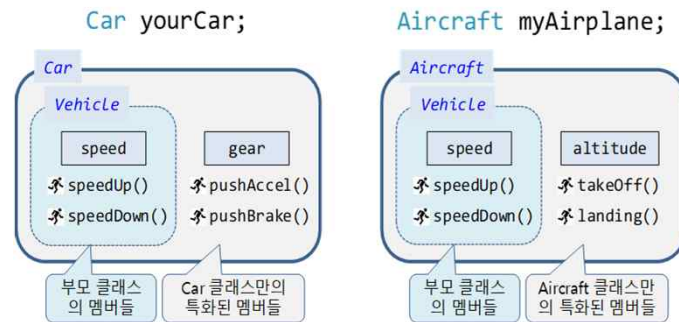 Car yourCar;
Car
Vehicle
speed
gear
speedUp()
pushAccel()
speedDown()
pushBrake()
부모 클래스
의 멤버들
Car 클래스만의
특화된 멤버들
Aircraft myAirplane;
Aircraft
Vehicle
speed
altitude
speedUp()
takeOff()
speedDown()
landing()
부모 클래스
의 멤버들
Aircraft 클래스만
의 특화된 멤버들